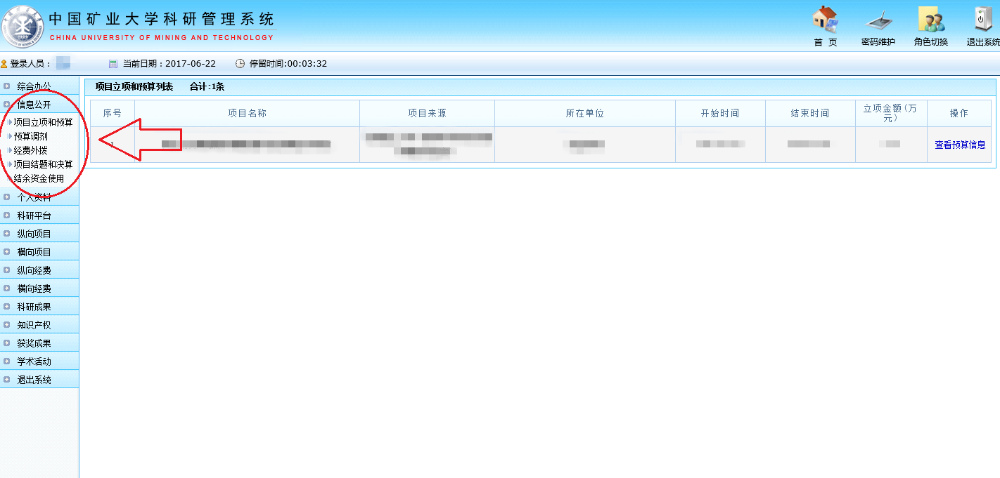 中国矿业大学科研管理系统
CHINA UNIVERSITY OF MINING AND TECHNOLOGY
首 页
密码维护
角色切换
退出系统
登录人员：
当前日期：2017-06-22
停留时间:00:03:32
综合办公
信息公开
项目立项和预算
预算调剂
经费外拨
项目结题和决算
结余资金使用
个人资料
科研平台
纵向项目
横向项目
纵向经费
横向经费
科研成果
知识产权
获奖成果
学术活动
退出系统
项目立项和预算列表 合计:1条
序号 项目名称 项目来源 所在单位 开始时间 结束时间 立项金额(万元) 操作
1 查看预算信息